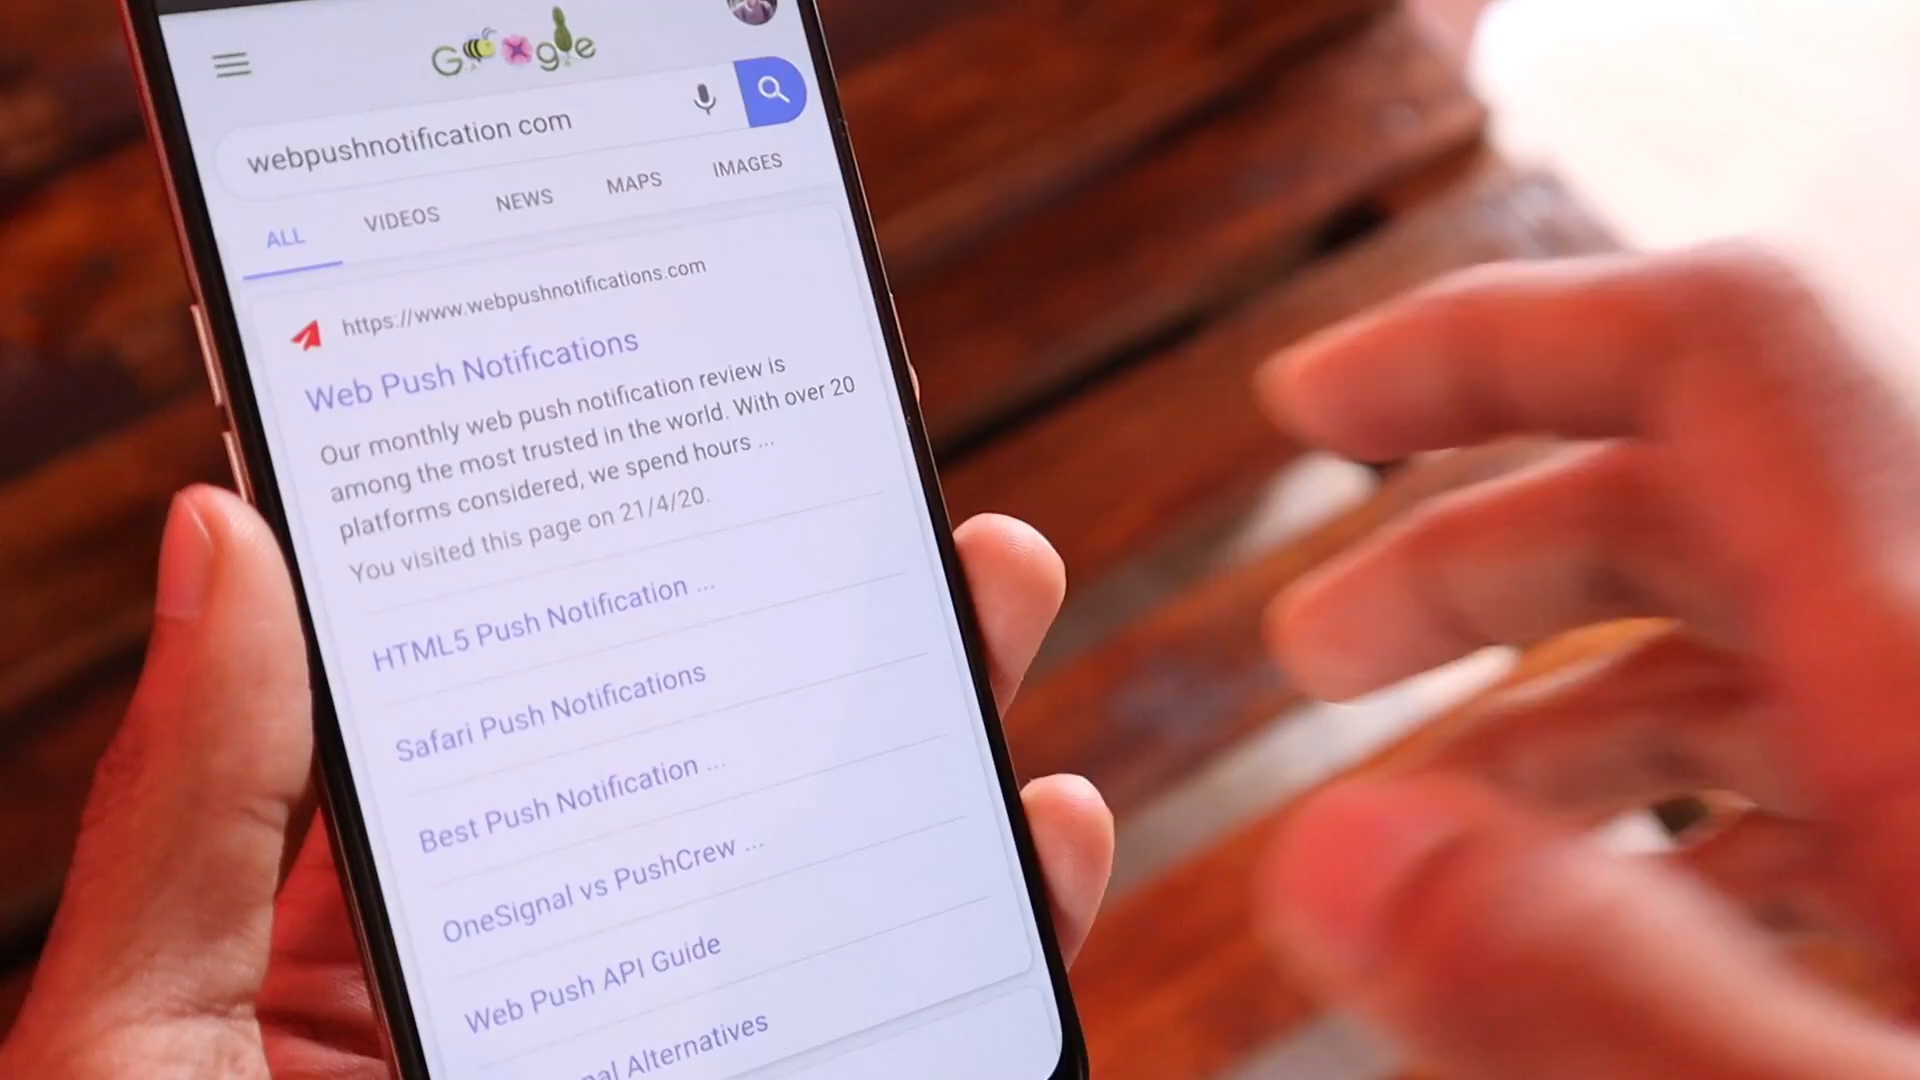 Google
webpushnotification com
ALL VIDEOS NEWS MAPS IMAGES
https://www.webpushnotifications.com
Web Push Notifications
Our monthly web push notification review is
among the most trusted in the world. With over 20
platforms considered, we spend hours ...
You visited this page on 21/4/20.
HTML5 Push Notification ...
Safari Push Notifications
Best Push Notification ...
OneSignal vs PushCrew ...
Web Push API Guide
Alternatives